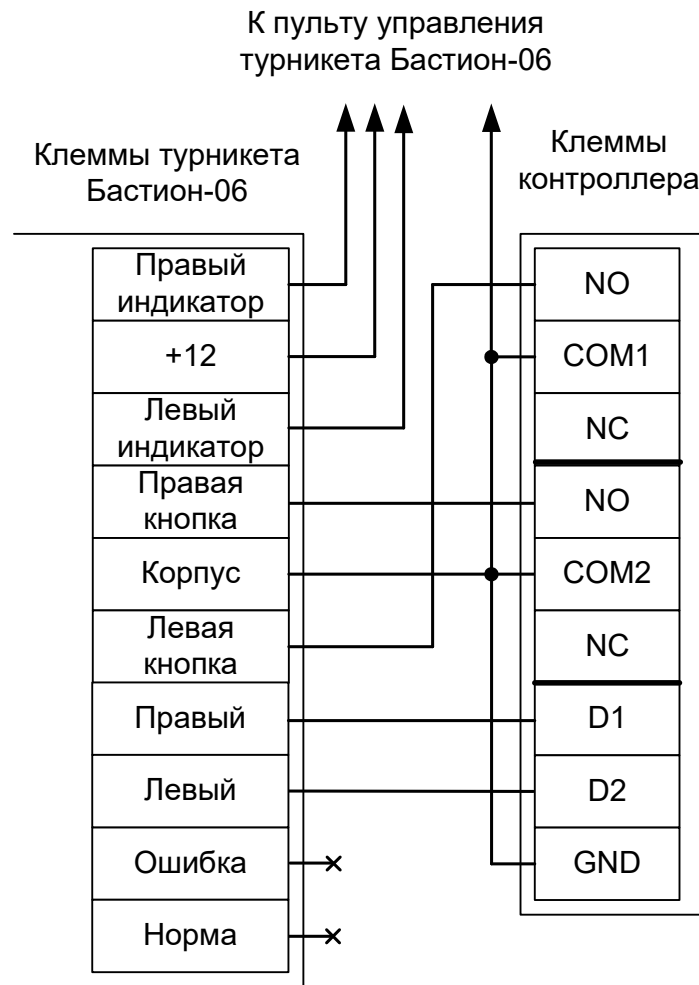 К пульту управления
турникета Бастион-06
Клеммы турникета
Бастион-06
Клеммы
контроллера
Правый
индикатор
+12
Левый
индикатор
Правая
кнопка
Корпус
Левая
кнопка
Правый
Левый
Ошибка
Норма
NO
COM1
NC
NO
COM2
NC
D1
D2
GND